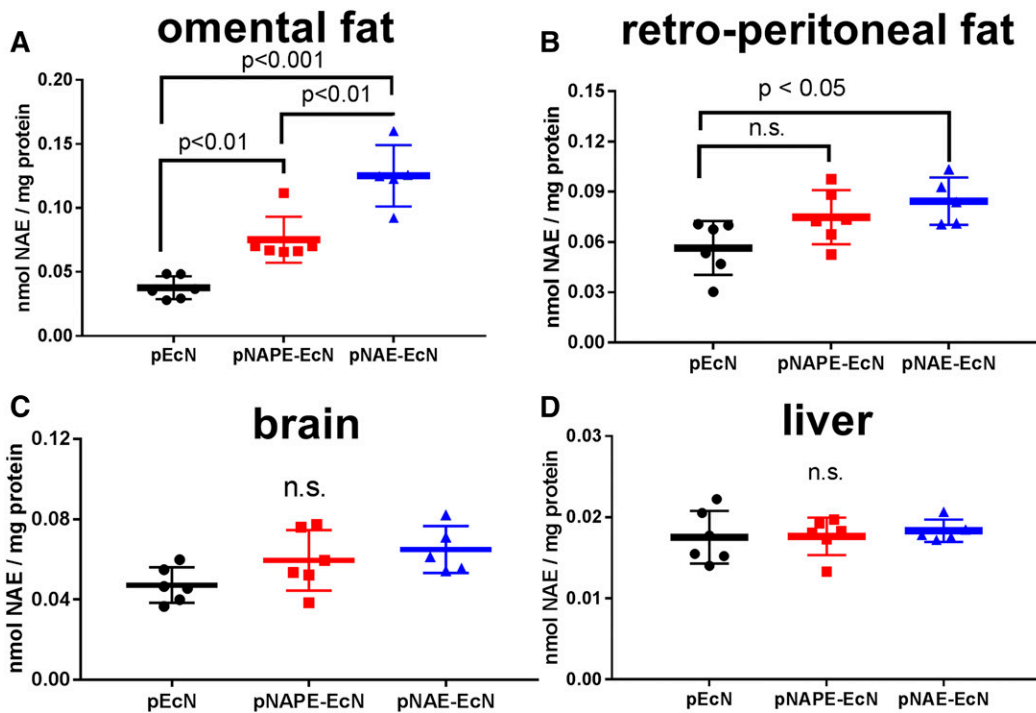 A
omental fat
p<0.001
p<0.01
p<0.01
nmol NAE / mg protein
0.20
0.15
0.10
0.05
0.00
pEcN
pNAPE-EcN
pNAE-EcN
B
retro-peritoneal fat
p < 0.05
n.s.
nmol NAE / mg protein
0.15
0.12
0.09
0.06
0.03
0.00
pEcN
pNAPE-EcN
pNAE-EcN
C
brain
n.s.
nmol NAE / mg protein
0.12
0.08
0.04
0.00
pEcN
pNAPE-EcN
pNAE-EcN
D
liver
n.s.
nmol NAE / mg protein
0.03
0.02
0.01
0.00
pEcN
pNAPE-EcN
pNAE-EcN